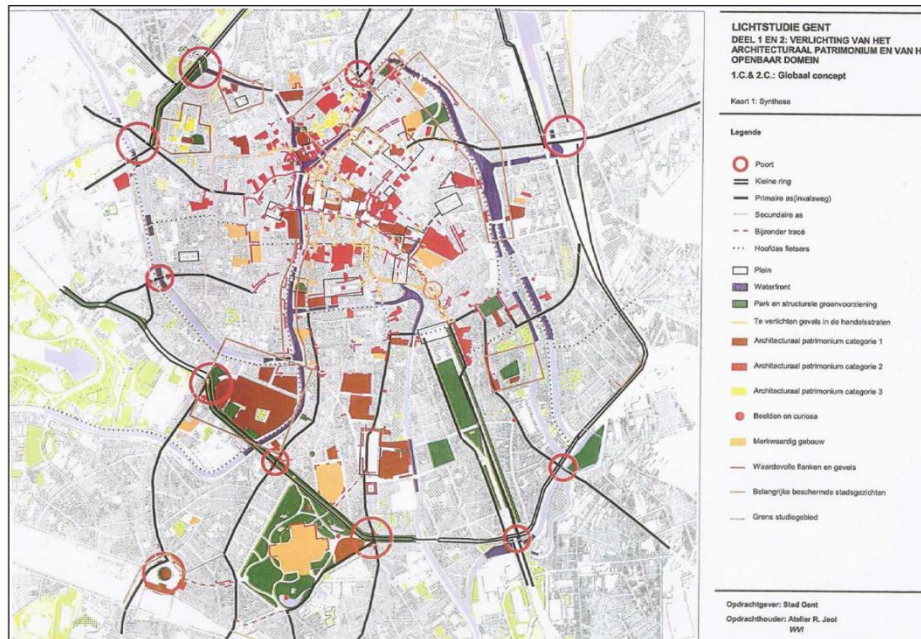 LICHTSTUDIE GENT
DEEL 1 EN 2: VERLICHTING VAN HET
ARCHITECTURAAL PATRIMONIUM EN VAN H
OPENBAAR DOMEIN
1.C.& 2.C.: Globaal concept
Kaart 1: Synthese
Legende
Poort
Kleine ring
Primaire as(invalsweg)
Secundaire as
Bijzonder tracé
Hoofdas fietsers
Plein
Waterfront
Park en structurele groenvoorziening
Te verlichten gevels in de handelsstraten
Architecturaal patrimonium categorie 1
Architecturaal patrimonium categorie 2
Architecturaal patrimonium categorie 3
Beelden en curiosa
Merkwaardig gebouw
Waardevolle flanken en gevels
Belangrijke beschermde stadsgezichten
Grens studiegebied
Opdrachtgever: Stad Gent
Opdrachthouder: Atelier R. Jeol
WVI